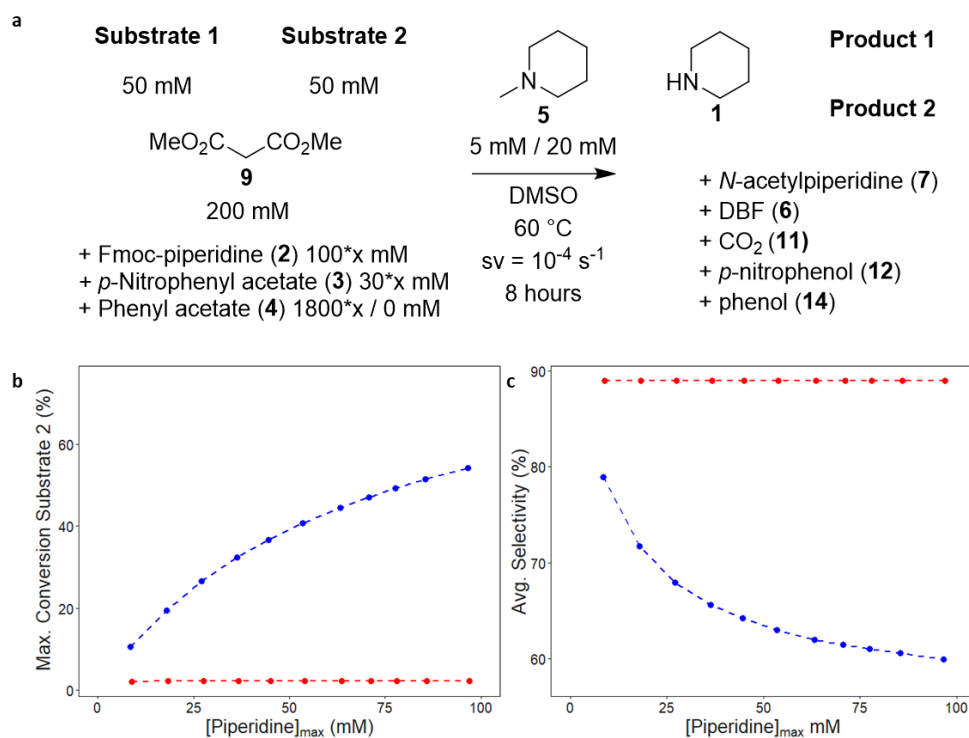 a
Substrate 1 Substrate 2
50 mM 50 mM
MeO₂C CO₂Me
9
200 mM
+ Fmoc-piperidine (2) 100*x mM
+ p-Nitrophenyl acetate (3) 30*x mM
+ Phenyl acetate (4) 1800*x / 0 mM
N
5
5 mM / 20 mM
DMSO
60 °C
sv = 10⁻⁴ s⁻¹
8 hours
HN
1
Product 1
Product 2
+ N-acetylpiperidine (7)
+ DBF (6)
+ CO₂ (11)
+ p-nitrophenol (12)
+ phenol (14)
b
Max. Conversion Substrate 2 (%)
60
40
20
0
0 25 50 75 100
[Piperidine]max (mM)
c
Avg. Selectivity (%)
90
80
70
60
0 25 50 75 100
[Piperidine]max mM